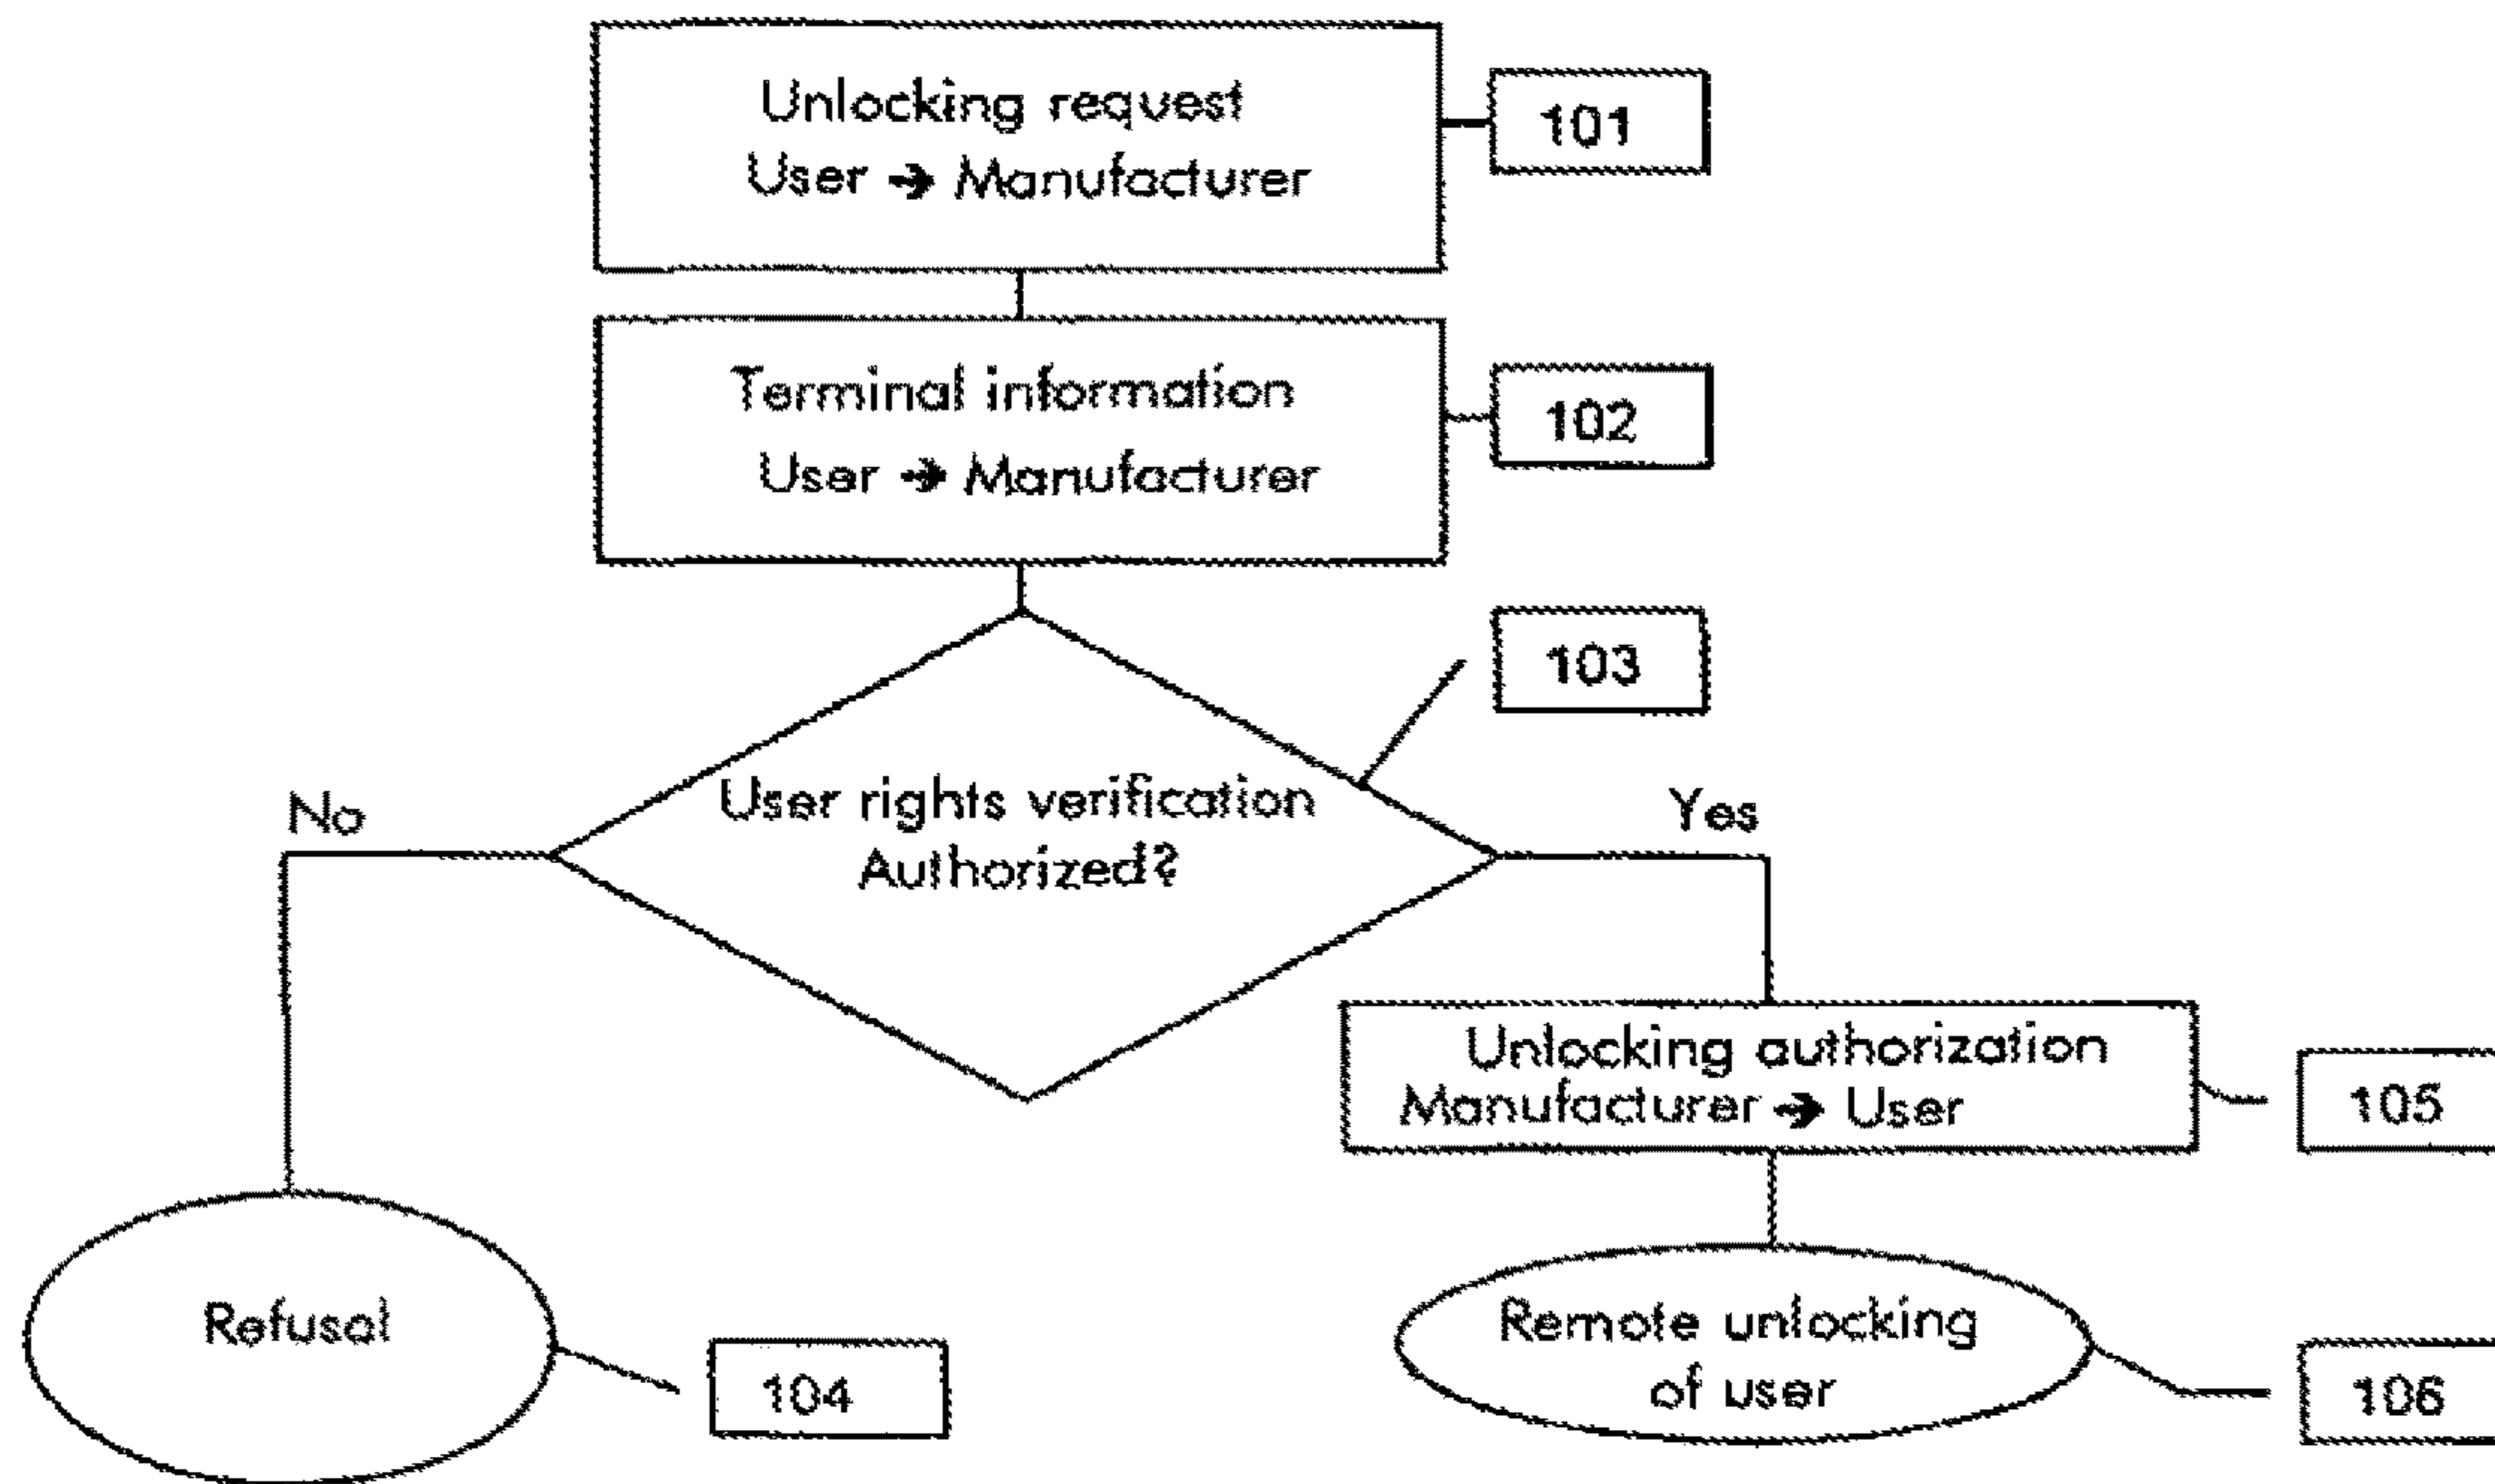 Unlocking request
User → Manufacturer
101
Terminal information
User → Manufacturer
102
103
User rights verification
Authorized?
No
Yes
Unlocking authorization
Manufacturer → User
105
Refusal
104
Remote unlocking
of user
106